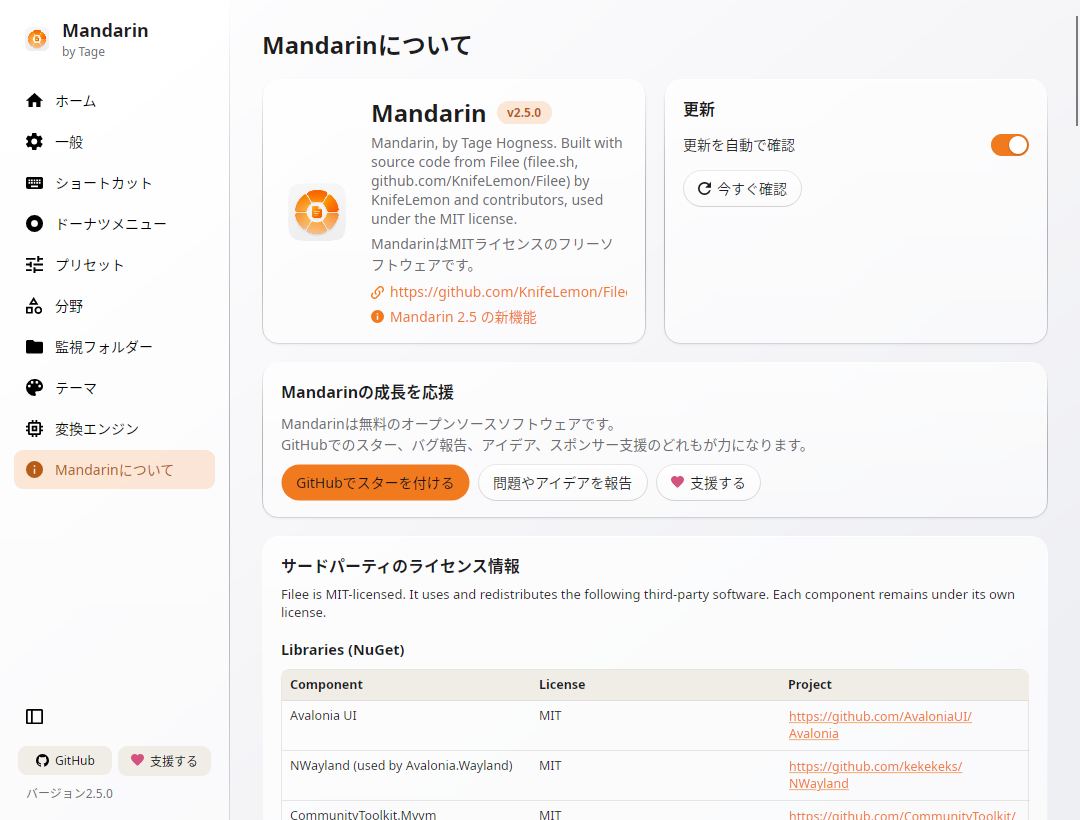 Mandarin
by Tage
ホーム
一般
ショートカット
ドーナツメニュー
プリセット
分野
監視フォルダー
テーマ
変換エンジン
Mandarinについて
GitHub
支援する
バージョン2.5.0
Mandarinについて
Mandarin v2.5.0
Mandarin, by Tage Hogness. Built with
source code from Filee (filee.sh,
github.com/KnifeLemon/Filee) by
KnifeLemon and contributors, used
under the MIT license.
MandarinはMITライセンスのフリーソ
フトウェアです。
https://github.com/KnifeLemon/Filee
Mandarin 2.5 の新機能
更新
更新を自動で確認
今すぐ確認
Mandarinの成長を応援
Mandarinは無料のオープンソースソフトウェアです。
GitHubでのスター、バグ報告、アイデア、スポンサー支援のどれもが力になります。
GitHubでスターを付ける 問題やアイデアを報告 支援する
サードパーティのライセンス情報
Filee is MIT-licensed. It uses and redistributes the following third-party software. Each component remains under its own
license.
Libraries (NuGet)
Component License Project
Avalonia UI MIT https://github.com/AvaloniaUI/
Avalonia
NWayland (used by Avalonia.Wayland) MIT https://github.com/kekekeks/
NWayland
CommunityToolkit.Mvvm MIT https://github.com/CommunityToolkit/